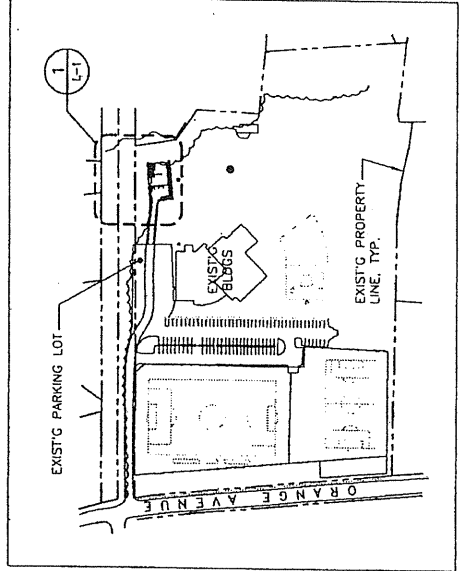 1
L-1
EXIST'G PARKING LOT
EXIST'G
BLDGS
EXIST'G PROPERTY
LINE, TYP.
ORANGE AVENUE